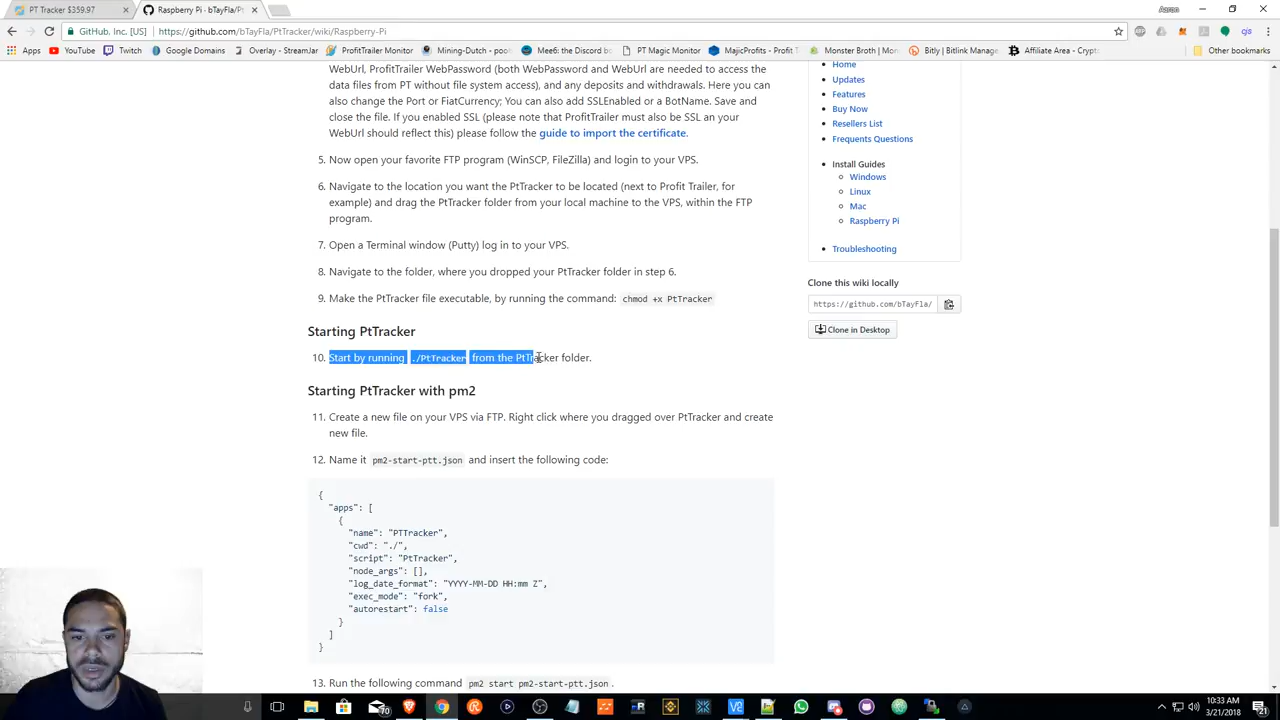 PT Tracker $359.97
Raspberry Pi · bTayFla/Pt
Aaron
GitHub, Inc. [US]
https://github.com/bTayFla/PtTracker/wiki/Raspberry-Pi
Apps
YouTube
Twitch
Google Domains
Overlay - StreamJar
ProfitTrailer Monitor
Mining-Dutch - pool
Mee6: the Discord bo
PT Magic Monitor
MajicProfits - Profit T
Monster Broth | Mon
Bitly | Bitlink Manage
Affiliate Area - Crypto
Other bookmarks
WebUrl, ProfitTrailer WebPassword (both WebPassword and WebUrl are needed to access the
data files from PT without file system access), and any deposits and withdrawals. Here you can
also change the Port or FiatCurrency; You can also add SSLEnabled or a BotName. Save and
close the file. If you enabled SSL (please note that ProfitTrailer must also be SSL an your
WebUrl should reflect this) please follow the guide to import the certificate.
5. Now open your favorite FTP program (WinSCP, FileZilla) and login to your VPS.
6. Navigate to the location you want the PtTracker to be located (next to Profit Trailer, for
example) and drag the PtTracker folder from your local machine to the VPS, within the FTP
program.
7. Open a Terminal window (Putty) log in to your VPS.
8. Navigate to the folder, where you dropped your PtTracker folder in step 6.
9. Make the PtTracker file executable, by running the command: chmod +x PtTracker
Starting PtTracker
10. Start by running ./PtTracker from the PtTracker folder.
Starting PtTracker with pm2
11. Create a new file on your VPS via FTP. Right click where you dragged over PtTracker and create
new file.
12. Name it pm2-start-ptt.json and insert the following code:
{
"apps": [
{
"name": "PTTracker",
"cwd": "./",
"script": "PtTracker",
"node_args": [],
"log_date_format": "YYYY-MM-DD HH:mm Z",
"exec_mode": "fork",
"autorestart": false
}
]
}
13. Run the following command pm2 start pm2-start-ptt.json .
Home
Updates
Features
Buy Now
Resellers List
Frequents Questions
Install Guides
Windows
Linux
Mac
Raspberry Pi
Troubleshooting
Clone this wiki locally
https://github.com/bTayFla/
Clone in Desktop
70
10:33 AM
3/21/2018
21